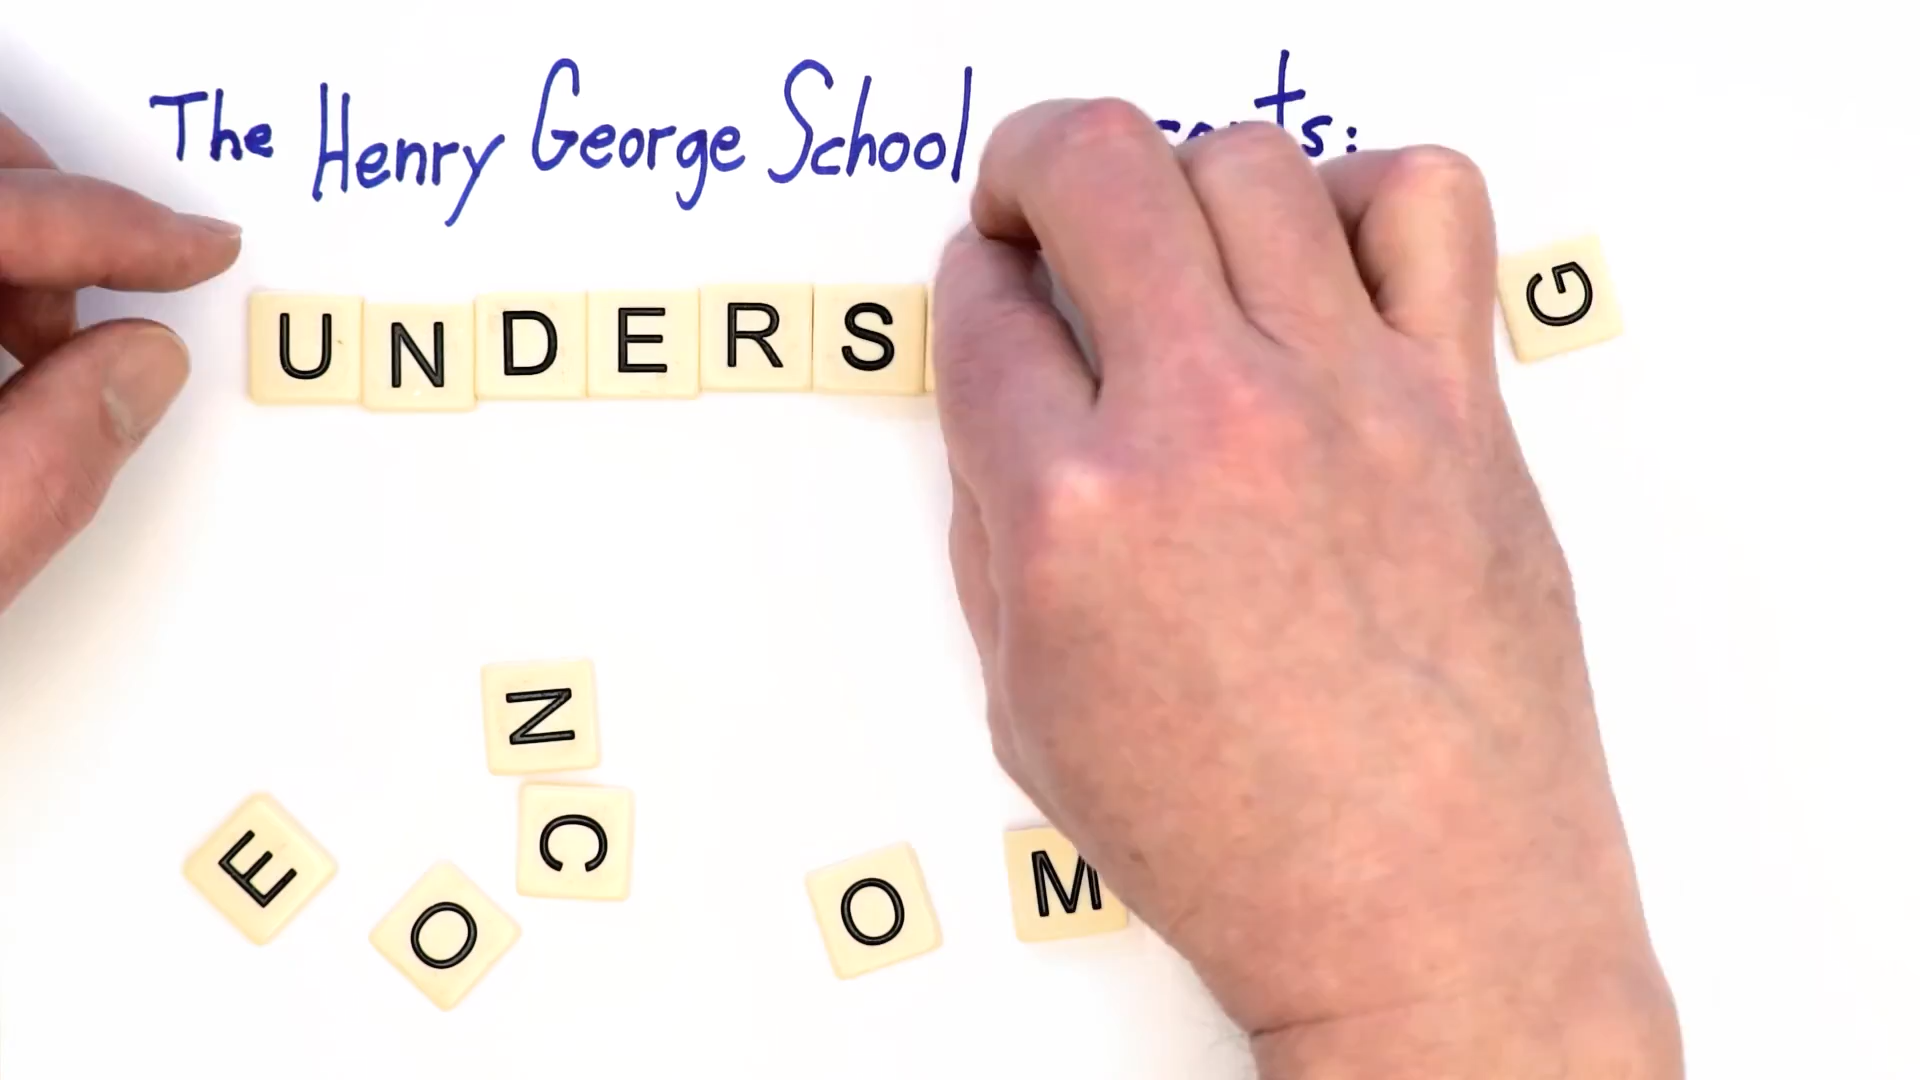 The Henry George School
UNDERS
G
N
E O C O M